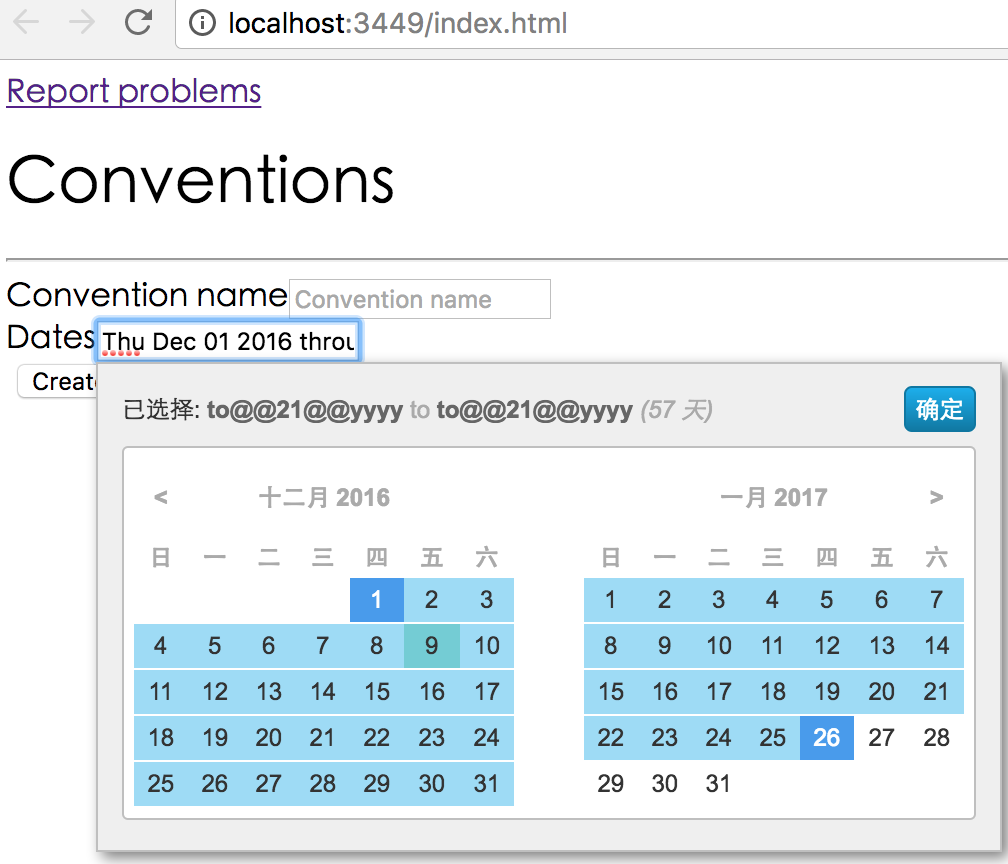 localhost:3449/index.html
Report problems
Conventions
Convention name Convention name
Dates Thu Dec 01 2016 throu
Creat
已选择: to@@21@@yyyy to to@@21@@yyyy (57 天) 确定
< 十二月 2016 一月 2017 >
日 一 二 三 四 五 六 日 一 二 三 四 五 六
1 2 3 1 2 3 4 5 6 7
4 5 6 7 8 9 10 8 9 10 11 12 13 14
11 12 13 14 15 16 17 15 16 17 18 19 20 21
18 19 20 21 22 23 24 22 23 24 25 26 27 28
25 26 27 28 29 30 31 29 30 31